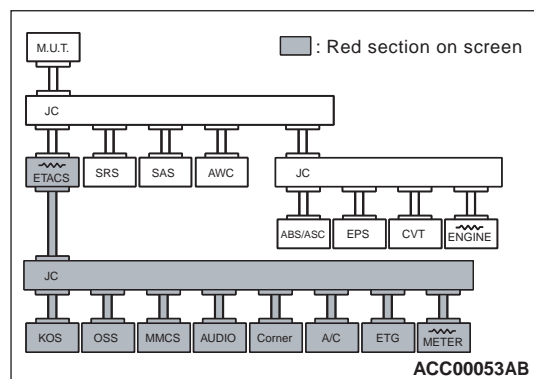 M.U.T.
: Red section on screen
JC
ETACS
SRS
SAS
AWC
JC
ABS/ASC
EPS
CVT
ENGINE
JC
KOS
OSS
MMCS
AUDIO
Corner
A/C
ETG
METER
ACC00053AB